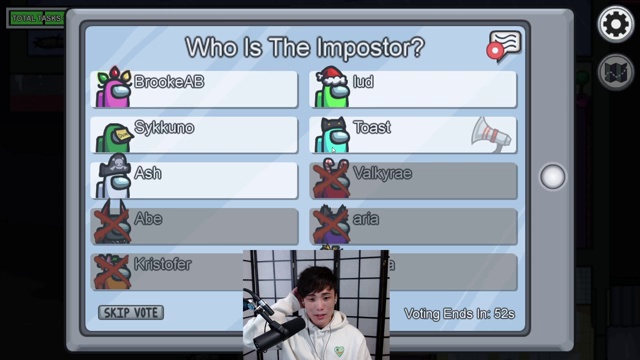 TOTAL TASKS
Who Is The Impostor?
BrookeAB
lud
Sykkuno
Toast
Ash
Valkyrae
Abe
aria
Kristofer
SKIP VOTE
Voting Ends In: 52s